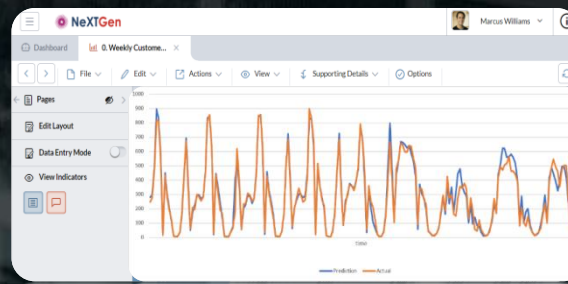 NeXTGen
Marcus Williams
Dashboard
0. Weekly Custome...
File
Edit
Actions
View
Supporting Details
Options
Pages
Edit Layout
Data Entry Mode
View Indicators
1000
900
800
700
600
500
400
300
200
100
0
Prediction
Actual